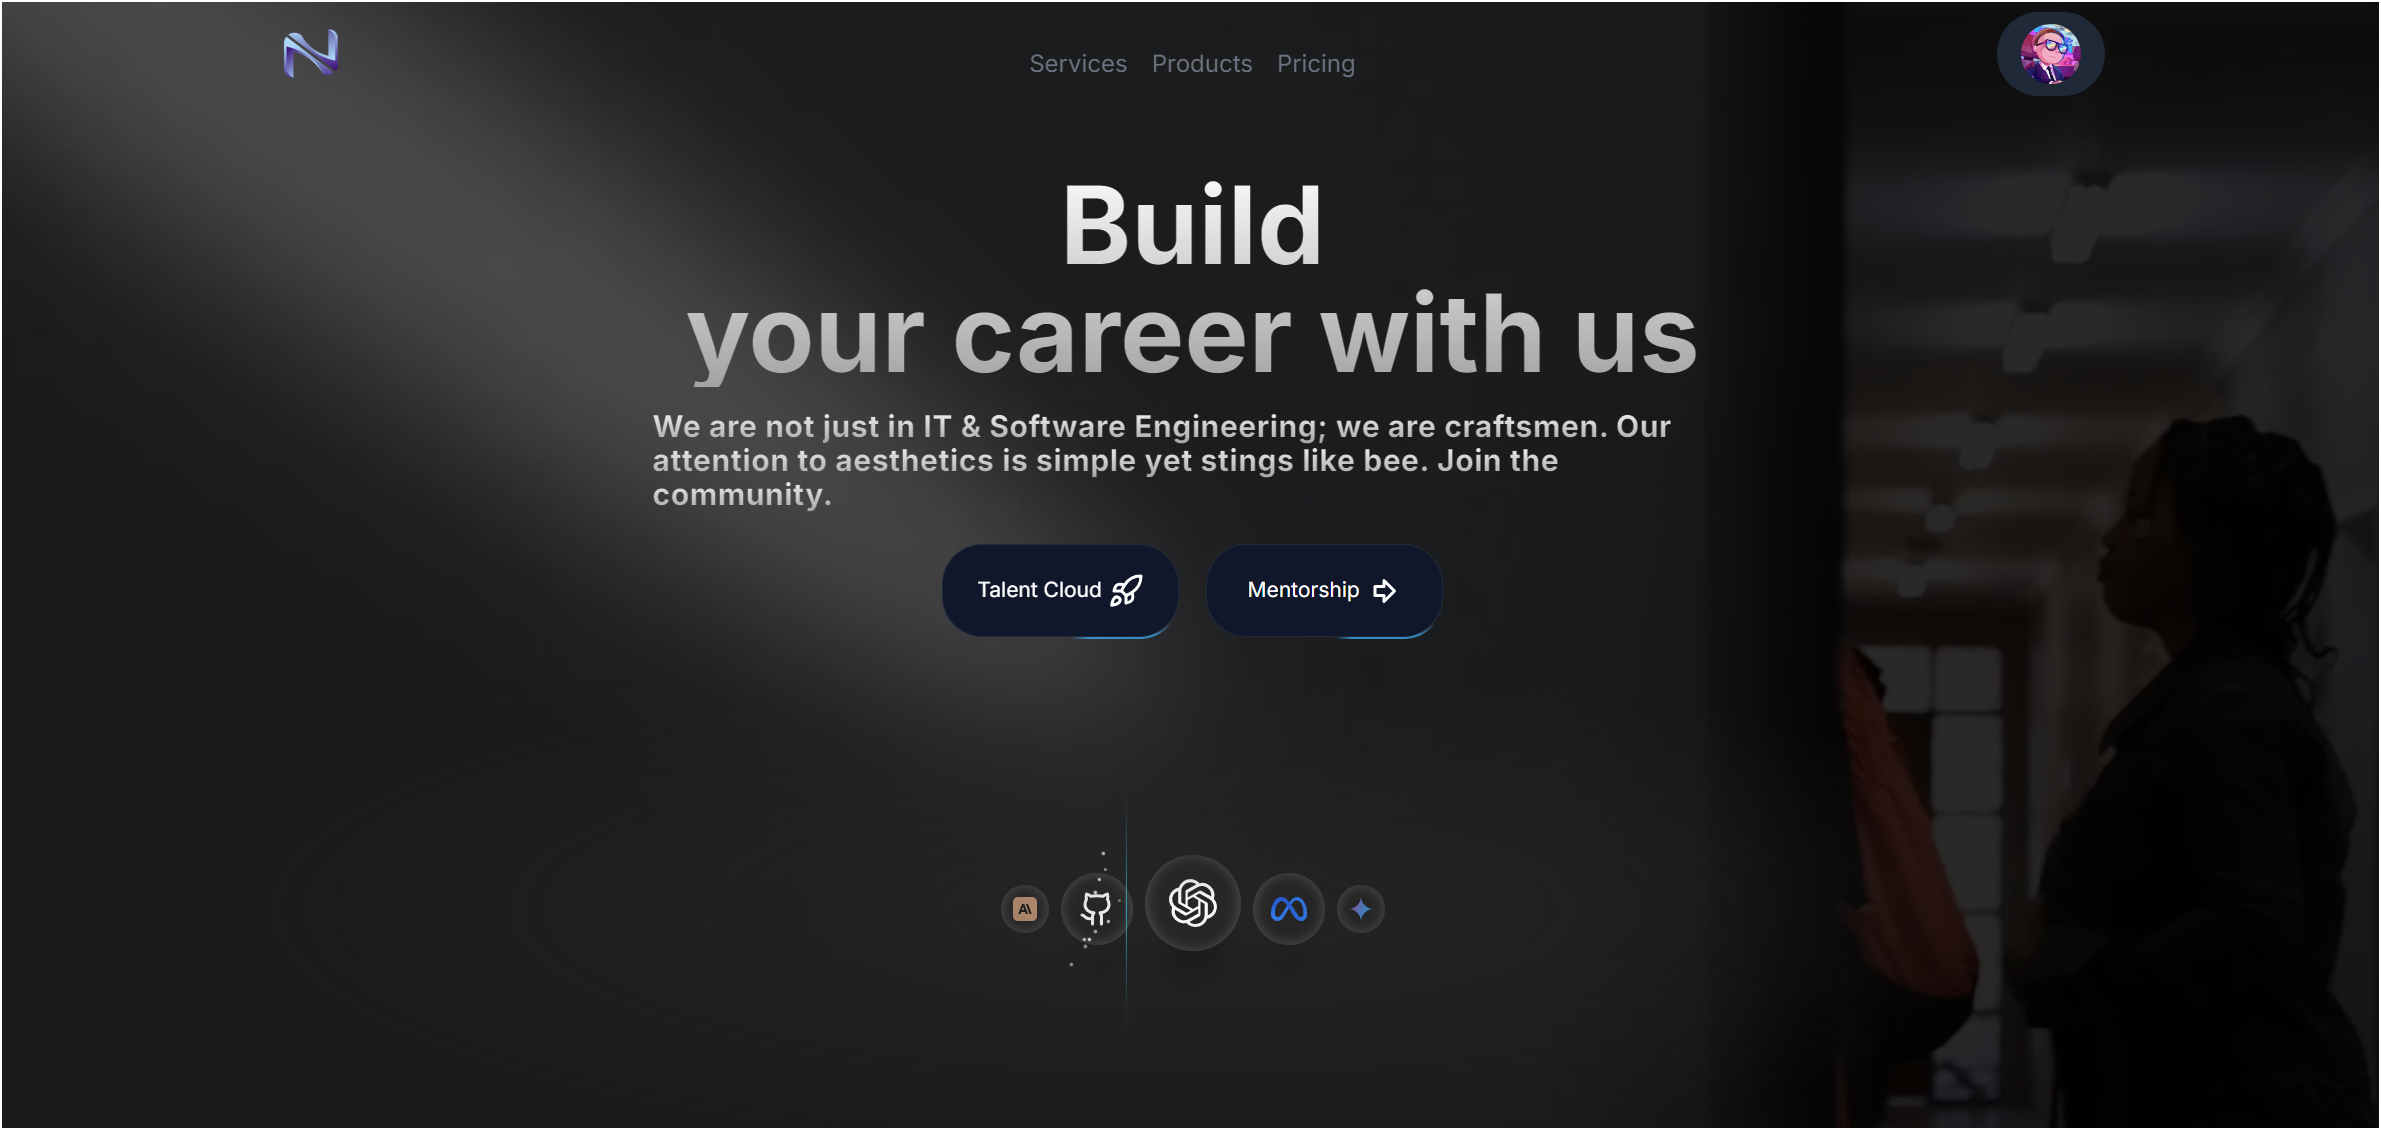 N
Services Products Pricing
Build
your career with us
We are not just in IT & Software Engineering; we are craftsmen. Our
attention to aesthetics is simple yet stings like bee. Join the
community.
Talent Cloud
Mentorship
A\